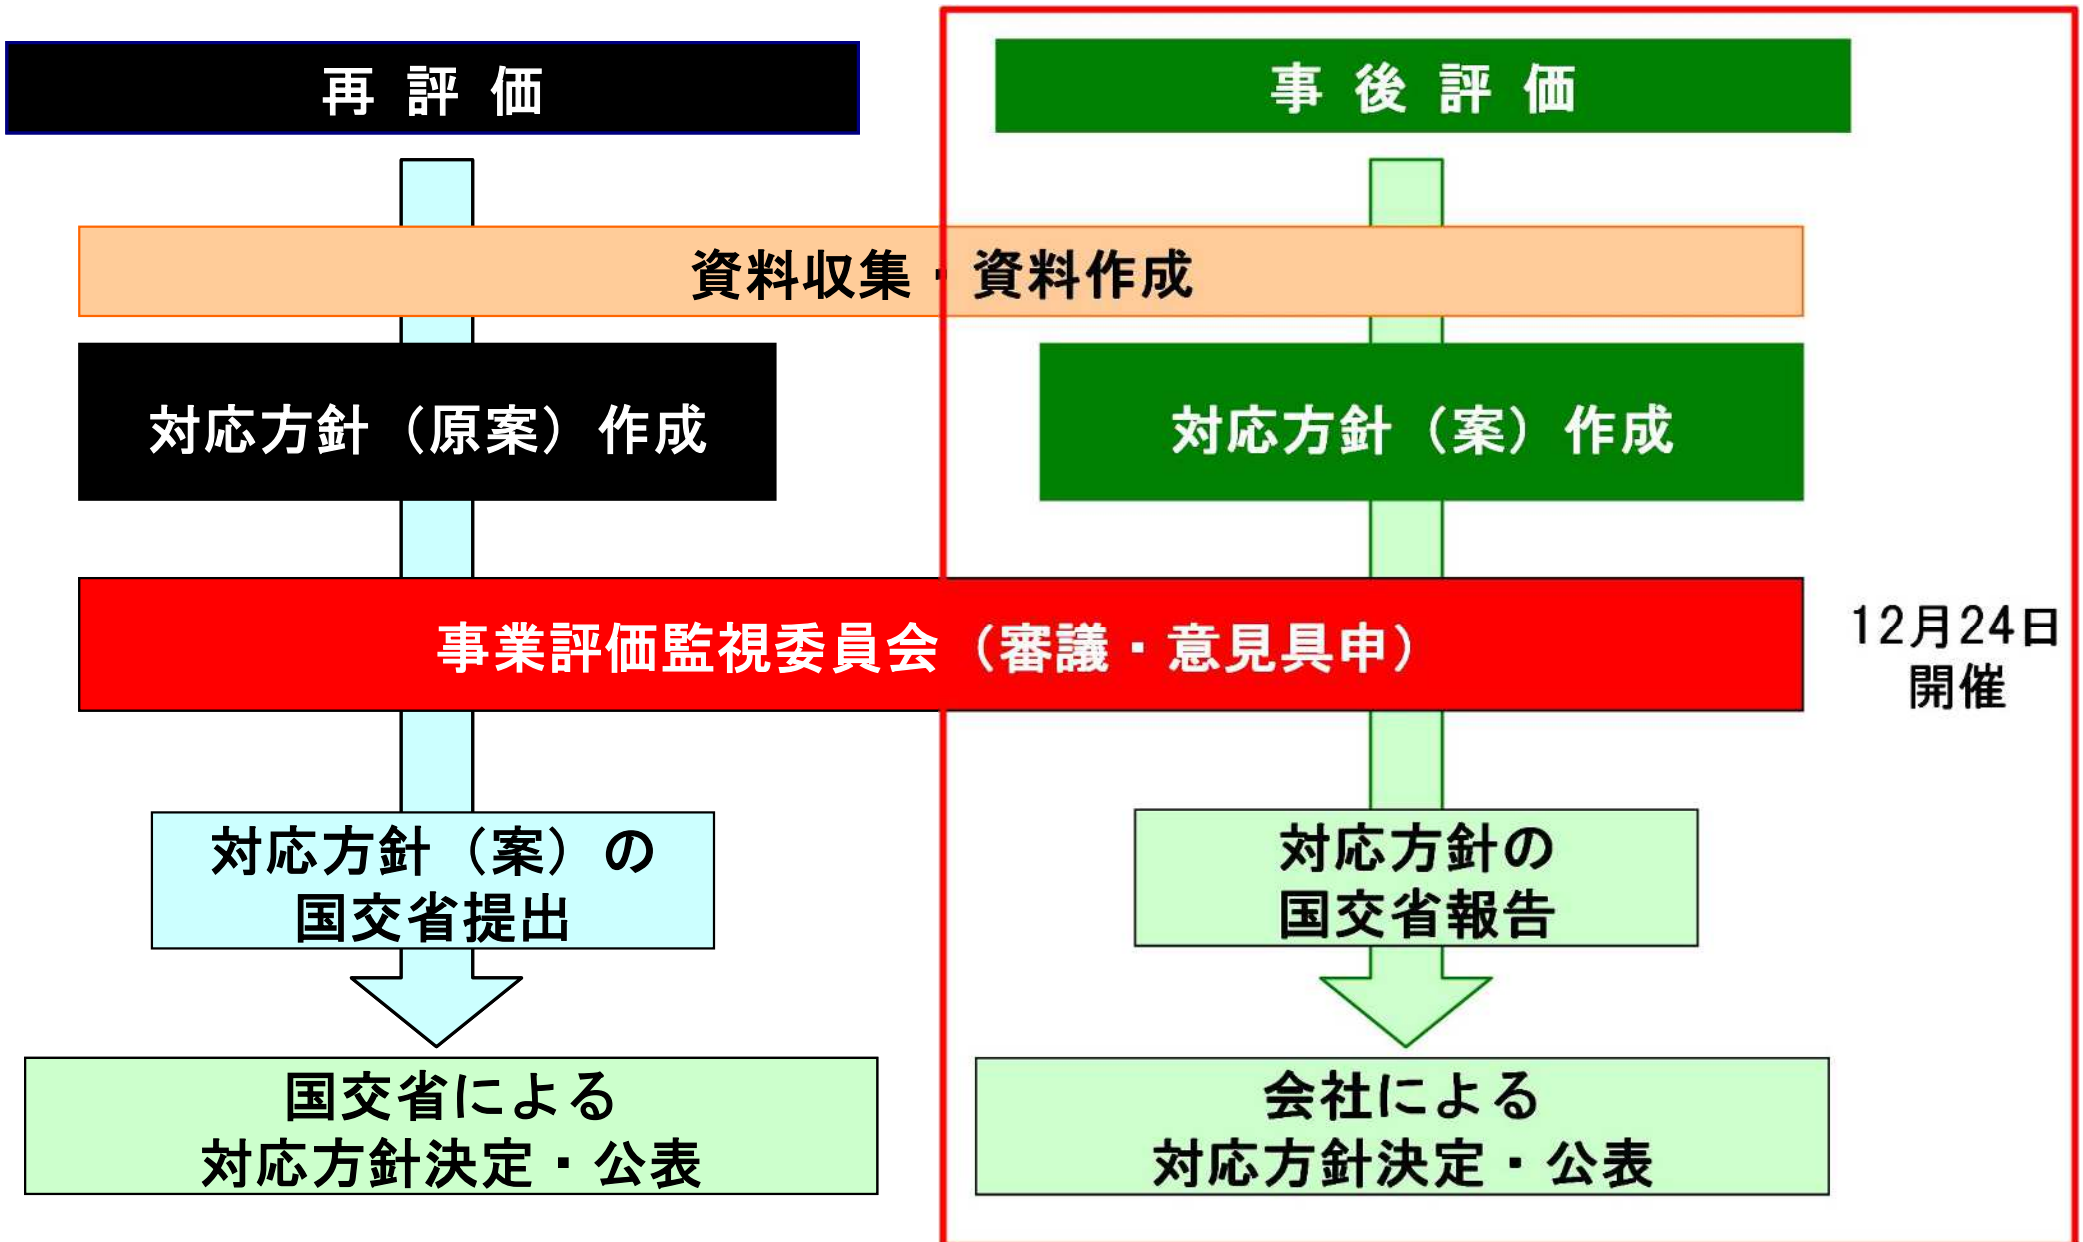 再評価
事後評価
資料収集・資料作成
対応方針（原案）作成
対応方針（案）作成
事業評価監視委員会（審議・意見具申）
12月24日
開催
対応方針（案）の
国交省提出
対応方針の
国交省報告
国交省による
対応方針決定・公表
会社による
対応方針決定・公表